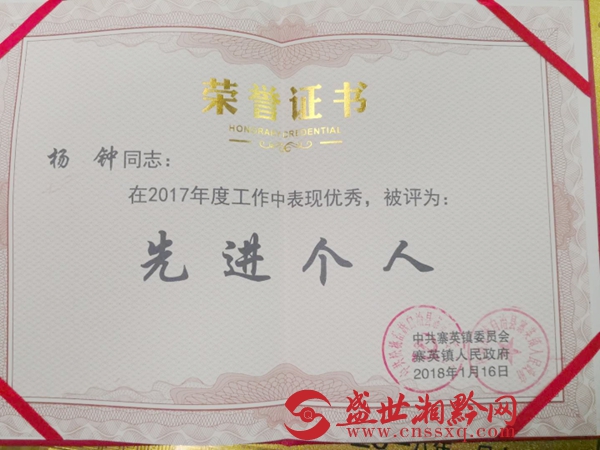 荣誉证书
HONORARY CREDENTIAL
杨 钟同志：
在2017年度工作中表现优秀，被评为：
先进个人
中共寨英镇委员会
寨英镇人民政府
2018年1月16日
盛世湘黔网
www.cnssxq.com